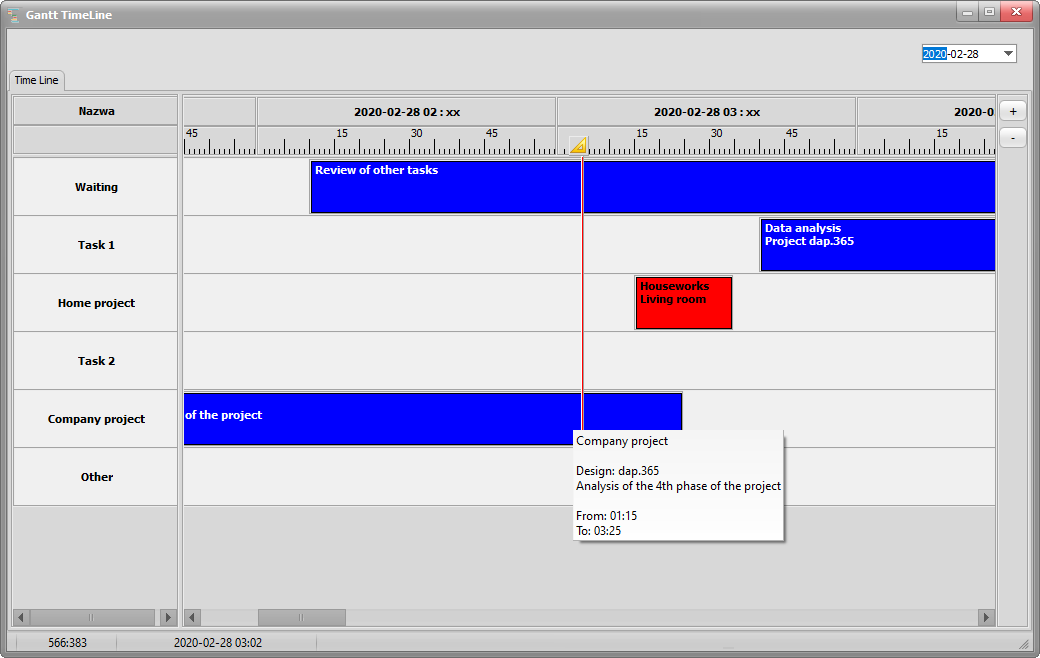 Gantt TimeLine
2020-02-28
Time Line
Nazwa
2020-02-28 02 : xx
2020-02-28 03 : xx
2020-0
+
45
15
30
45
15
30
45
15
-
Waiting
Review of other tasks
Task 1
Data analysis
Project dap.365
Home project
Houseworks
Living room
Task 2
Company project
of the project
Company project
Design: dap.365
Analysis of the 4th phase of the project
From: 01:15
To: 03:25
Other
566:383
2020-02-28 03:02